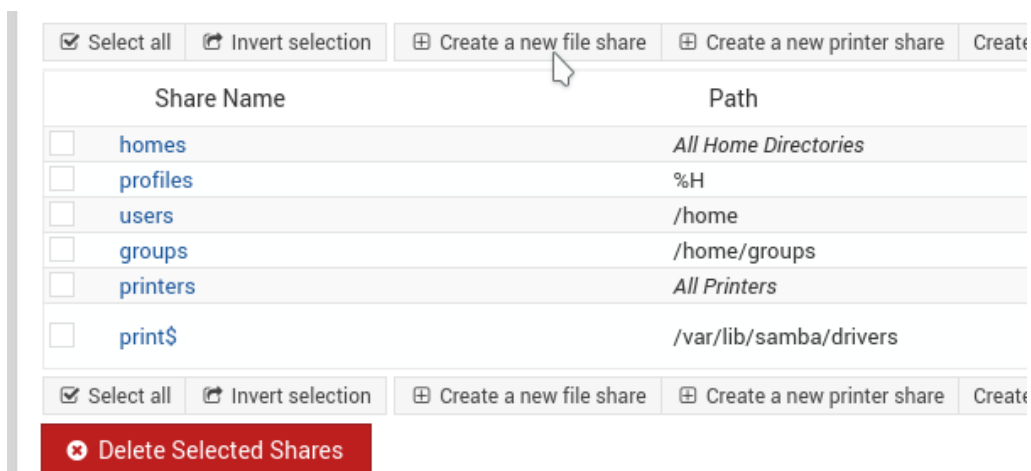 Select all Invert selection Create a new file share Create a new printer share Create
Share Name Path
homes All Home Directories
profiles %H
users /home
groups /home/groups
printers All Printers
print$ /var/lib/samba/drivers
Select all Invert selection Create a new file share Create a new printer share Create
Delete Selected Shares